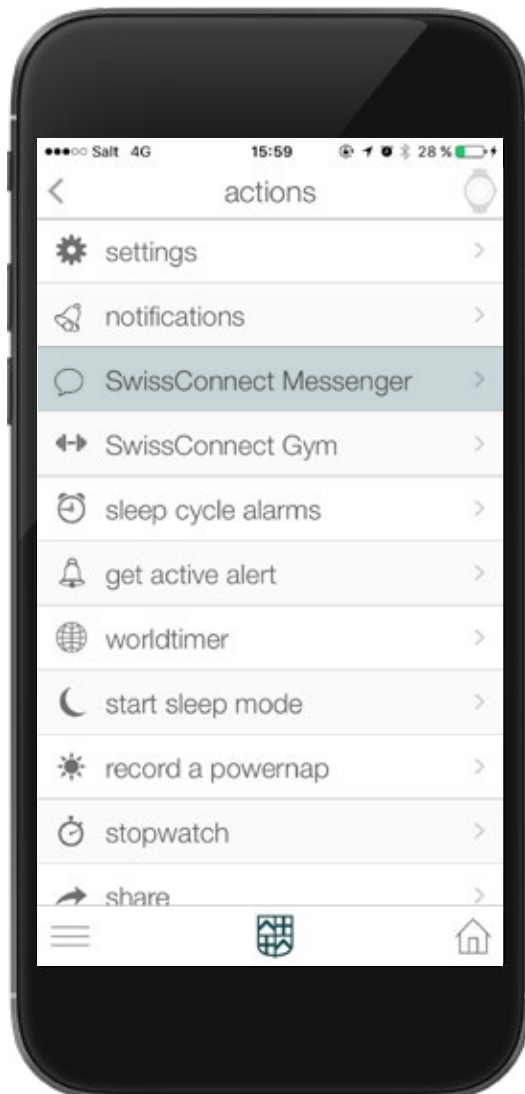 Salt 4G 15:59 28 %
actions
settings
notifications
SwissConnect Messenger
SwissConnect Gym
sleep cycle alarms
get active alert
worldtimer
start sleep mode
record a powernap
stopwatch
share